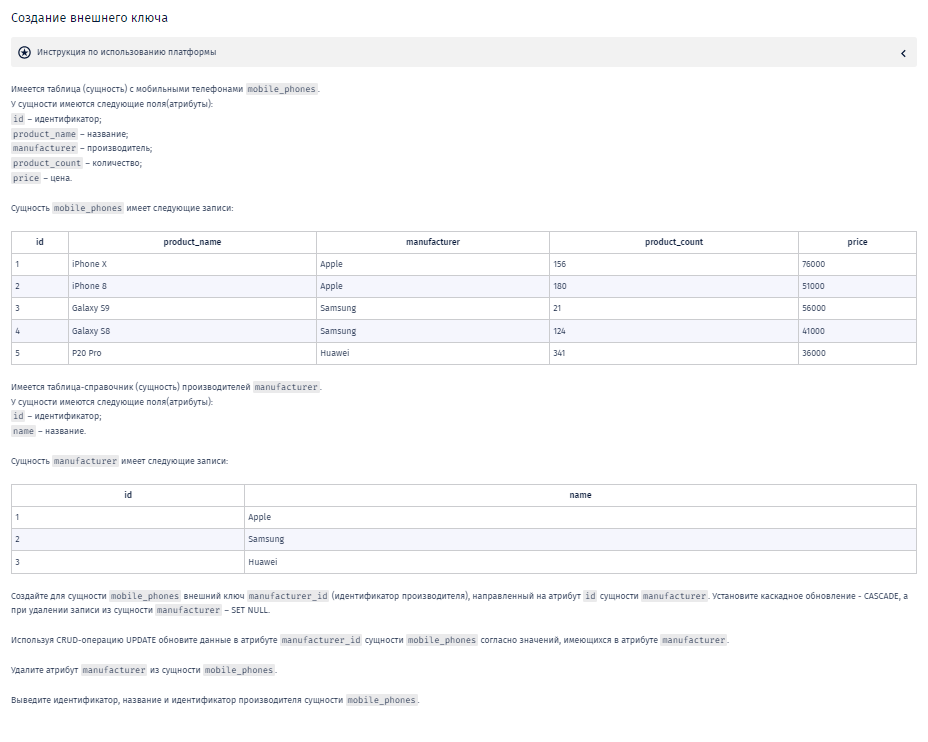 Создание внешнего ключа
Инструкция по использованию платформы
Имеется таблица (сущность) с мобильными телефонами mobile_phones.
У сущности имеются следующие поля(атрибуты):
id – идентификатор;
product_name – название;
manufacturer – производитель;
product_count – количество;
price – цена.
Сущность mobile_phones имеет следующие записи:
id product_name manufacturer product_count price
1 iPhone X Apple 156 76000
2 iPhone 8 Apple 180 51000
3 Galaxy S9 Samsung 21 56000
4 Galaxy S8 Samsung 124 41000
5 P20 Pro Huawei 341 36000
Имеется таблица-справочник (сущность) производителей manufacturer.
У сущности имеются следующие поля(атрибуты):
id – идентификатор;
name – название.
Сущность manufacturer имеет следующие записи:
id name
1 Apple
2 Samsung
3 Huawei
Создайте для сущности mobile_phones внешний ключ manufacturer_id (идентификатор производителя), направленный на атрибут id сущности manufacturer. Установите каскадное обновление - CASCADE, а
при удалении записи из сущности manufacturer – SET NULL.
Используя CRUD-операцию UPDATE обновите данные в атрибуте manufacturer_id сущности mobile_phones согласно значений, имеющихся в атрибуте manufacturer.
Удалите атрибут manufacturer из сущности mobile_phones.
Выведите идентификатор, название и идентификатор производителя сущности mobile_phones.